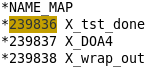 *NAME_MAP
*239836 X_tst_done
*239837 X_DOA4
*239838 X_wrap_out